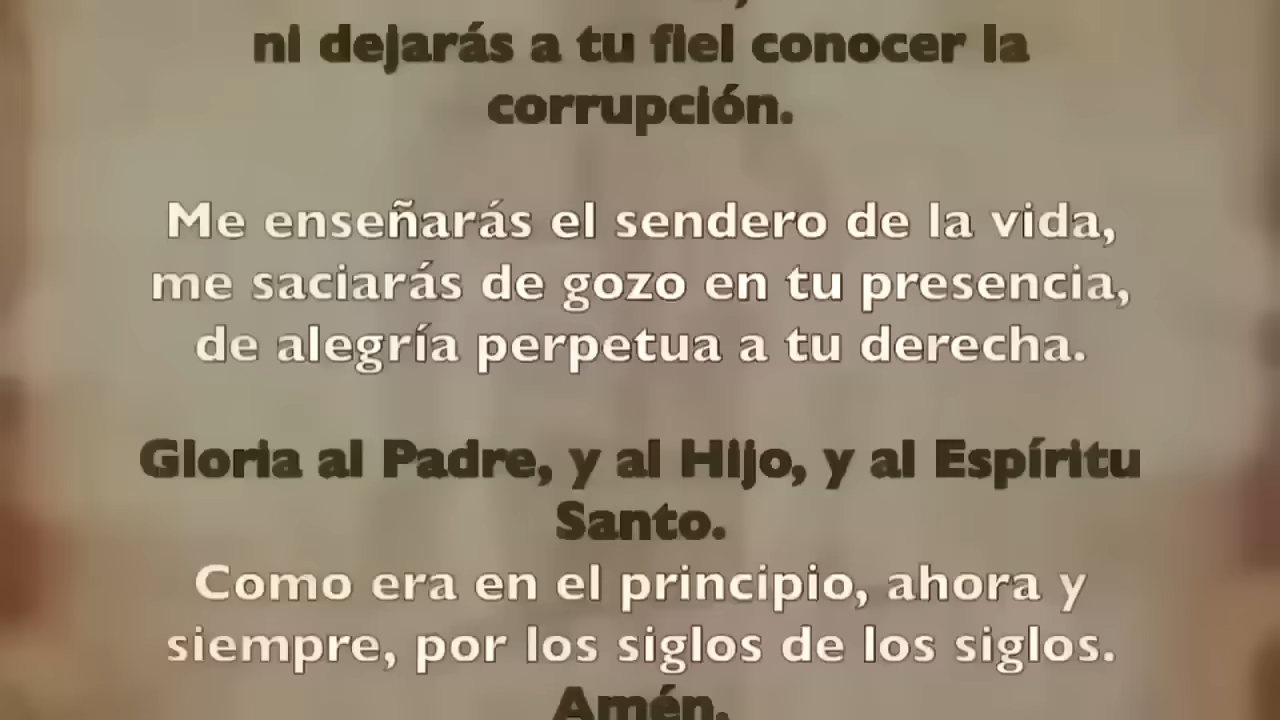 ni dejarás a tu fiel conocer la
corrupción.
Me enseñarás el sendero de la vida,
me saciarás de gozo en tu presencia,
de alegría perpetua a tu derecha.
Gloria al Padre, y al Hijo, y al Espíritu
Santo.
Como era en el principio, ahora y
siempre, por los siglos de los siglos.
Amén.